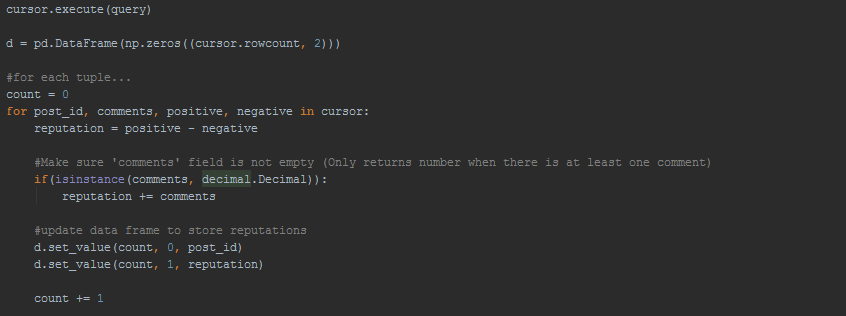 cursor.execute(query)
d = pd.DataFrame(np.zeros((cursor.rowcount, 2)))
#for each tuple...
count = 0
for post_id, comments, positive, negative in cursor:
    reputation = positive - negative
    #Make sure 'comments' field is not empty (Only returns number when there is at least one comment)
    if(isinstance(comments, decimal.Decimal)):
        reputation += comments
    #update data frame to store reputations
    d.set_value(count, 0, post_id)
    d.set_value(count, 1, reputation)
    count += 1